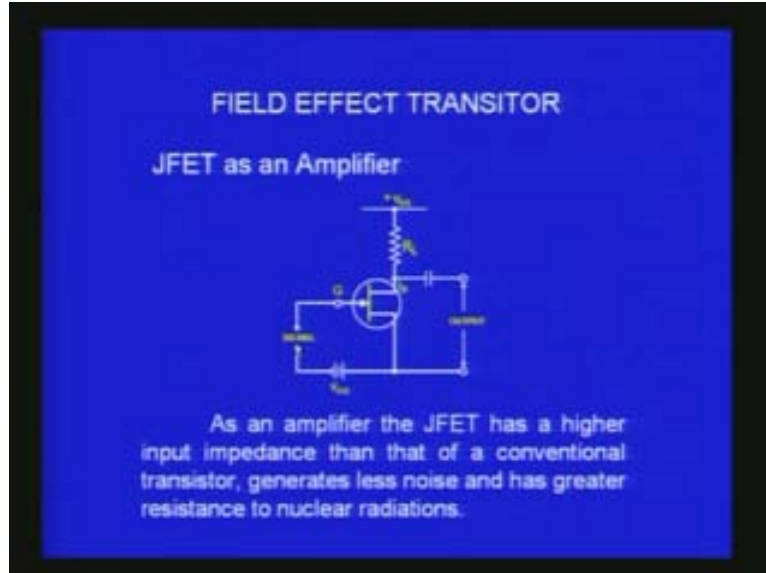 FIELD EFFECT TRANSITOR
JFET as an Amplifier
R
G
OUTPUT
As an amplifier the JFET has a higher
input impedance than that of a conventional
transistor, generates less noise and has greater
resistance to nuclear radiations.